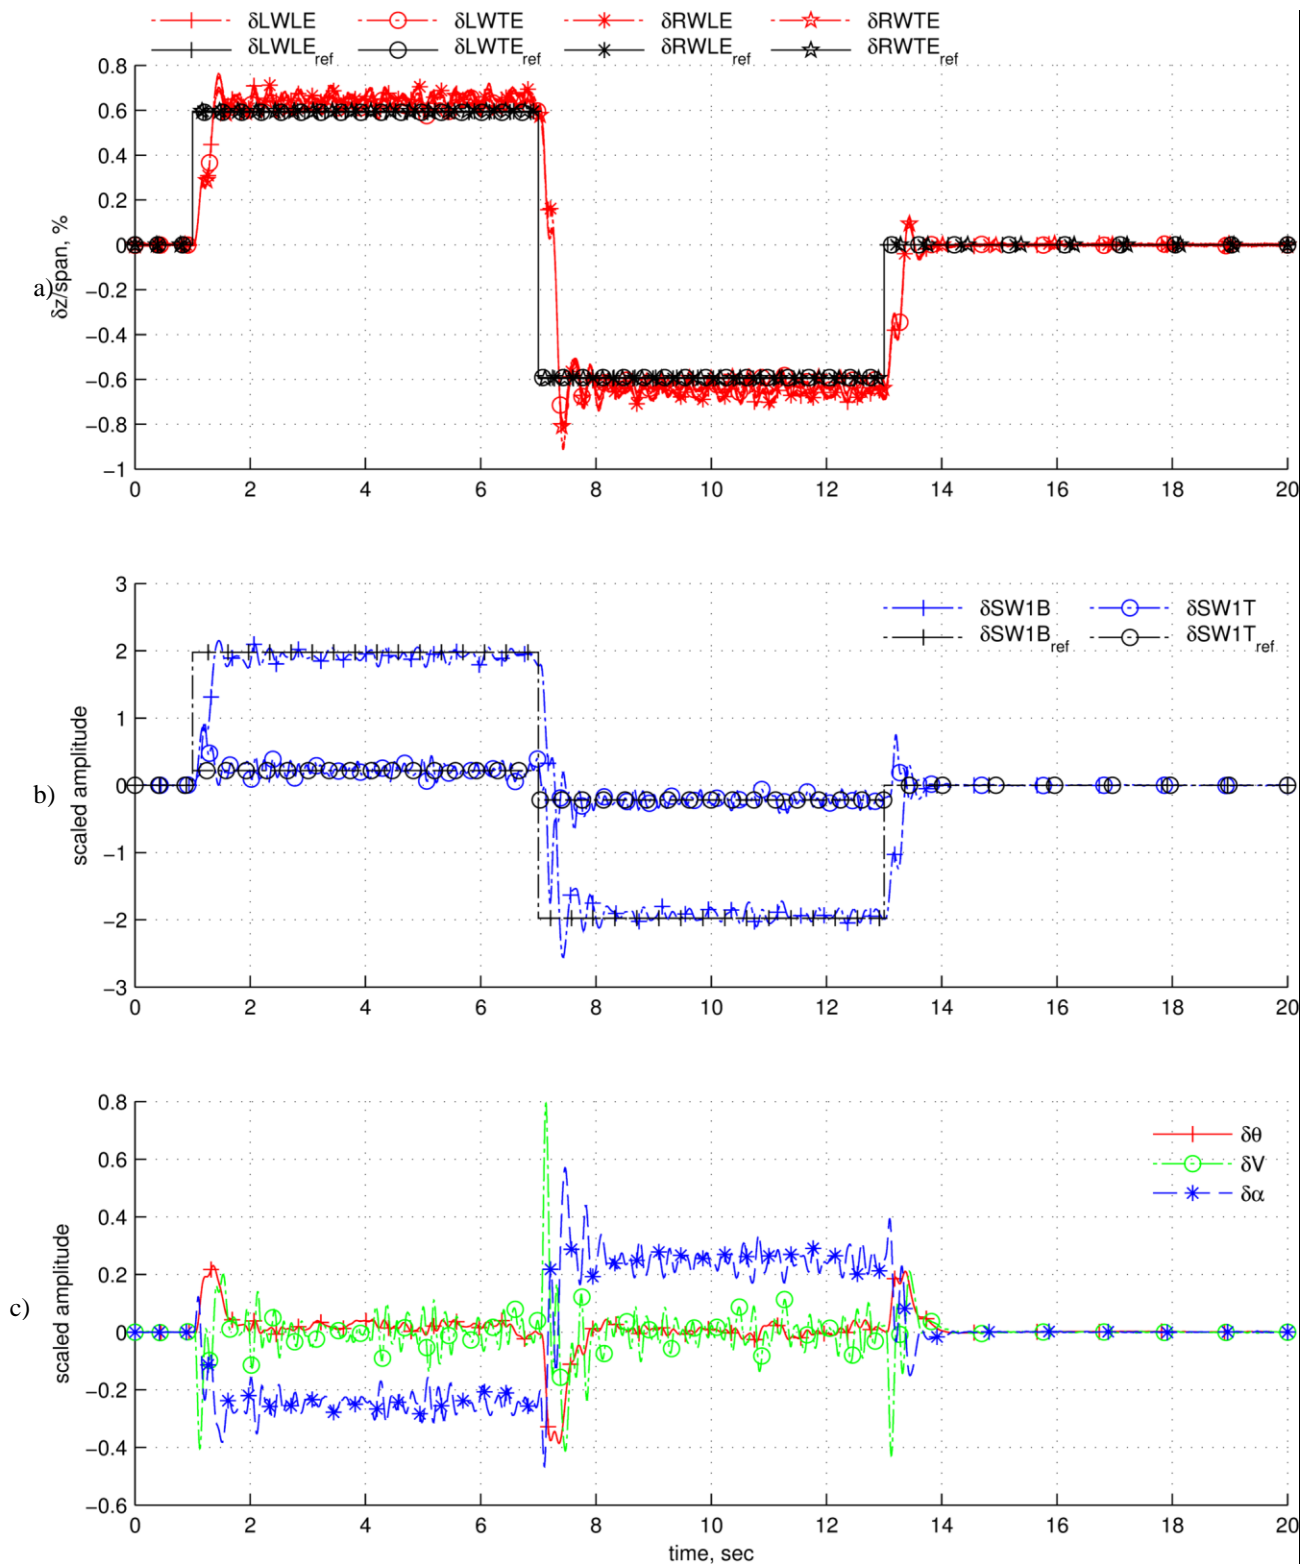 δLWLE δLWTE δRWLE δRWTE
δLWLEref δLWTEref δRWLEref δRWTEref
0.8
0.6
0.4
0.2
0
−0.2
−0.4
−0.6
−0.8
−1
a)
δz/span, %
0 2 4 6 8 10 12 14 16 18 20
δSW1B δSW1T
δSW1Bref δSW1Tref
3
2
1
0
−1
−2
−3
b)
scaled amplitude
0 2 4 6 8 10 12 14 16 18 20
δθ
δV
δα
0.8
0.6
0.4
0.2
0
−0.2
−0.4
−0.6
c)
scaled amplitude
0 2 4 6 8 10 12 14 16 18 20
time, sec